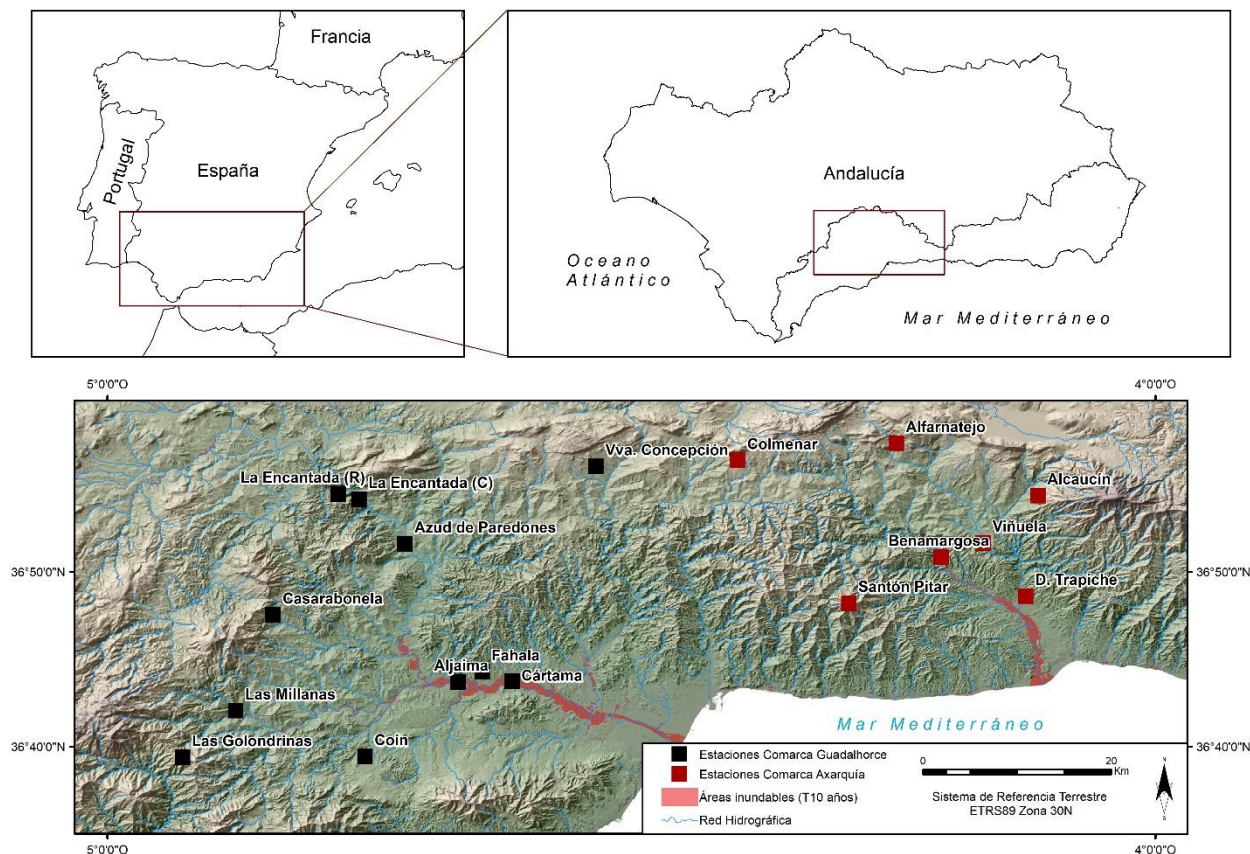 Francia
Portugal
España
Andalucía
Oceano
Atlántico
Mar Mediterráneo
5°0'0"O
4°0'0"O
Alfarnatejo
Vva. Concepción
Colmenar
La Encantada (R)
La Encantada (C)
Alcaucín
Azud de Paredones
Viñuela
Benamargosa
36°50'0"N
36°50'0"N
D. Trapiche
Santón Pitar
Casarabonela
Fahala
Aljaima
Cártama
Las Millanas
Mar Mediterráneo
Las Golondrinas
Coín
36°40'0"N
36°40'0"N
Estaciones Comarca Guadalhorce
Estaciones Comarca Axarquía
Áreas inundables (T10 años)
Red Hidrográfica
0 10 20
Km
Sistema de Referencia Terrestre
ETRS89 Zona 30N
5°0'0"O
4°0'0"O